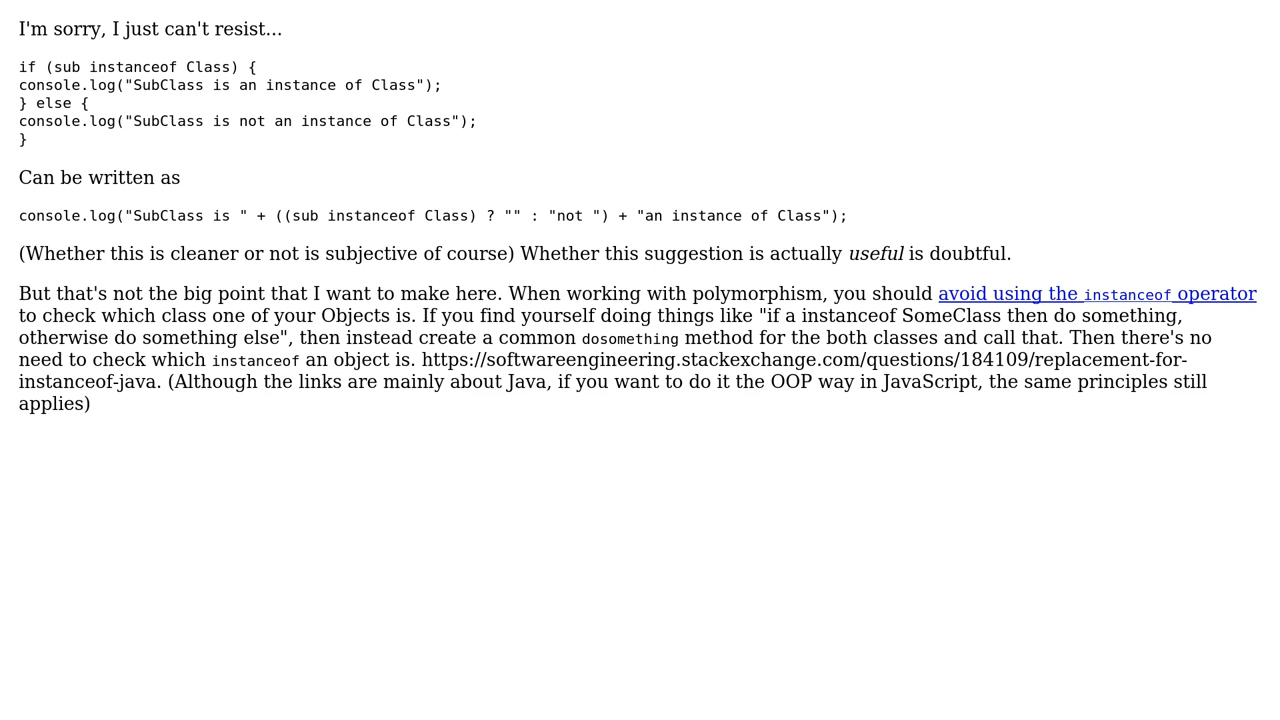 I'm sorry, I just can't resist...
if (sub instanceof Class) {
console.log("SubClass is an instance of Class");
} else {
console.log("SubClass is not an instance of Class");
}
Can be written as
console.log("SubClass is " + ((sub instanceof Class) ? "" : "not ") + "an instance of Class");
(Whether this is cleaner or not is subjective of course) Whether this suggestion is actually useful is doubtful.
But that's not the big point that I want to make here. When working with polymorphism, you should avoid using the instanceof operator
to check which class one of your Objects is. If you find yourself doing things like "if a instanceof SomeClass then do something,
otherwise do something else", then instead create a common dosomething method for the both classes and call that. Then there's no
need to check which instanceof an object is. https://softwareengineering.stackexchange.com/questions/184109/replacement-for-
instanceof-java. (Although the links are mainly about Java, if you want to do it the OOP way in JavaScript, the same principles still
applies)